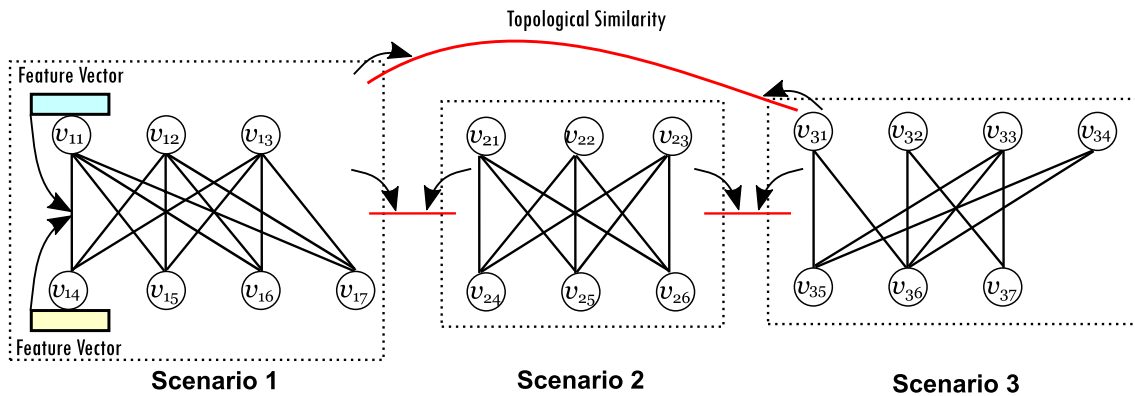 Topological Similarity
Feature Vector
v11 v12 v13
v14 v15 v16 v17
Feature Vector
Scenario 1
v21 v22 v23
v24 v25 v26
Scenario 2
v31 v32 v33 v34
v35 v36 v37
Scenario 3